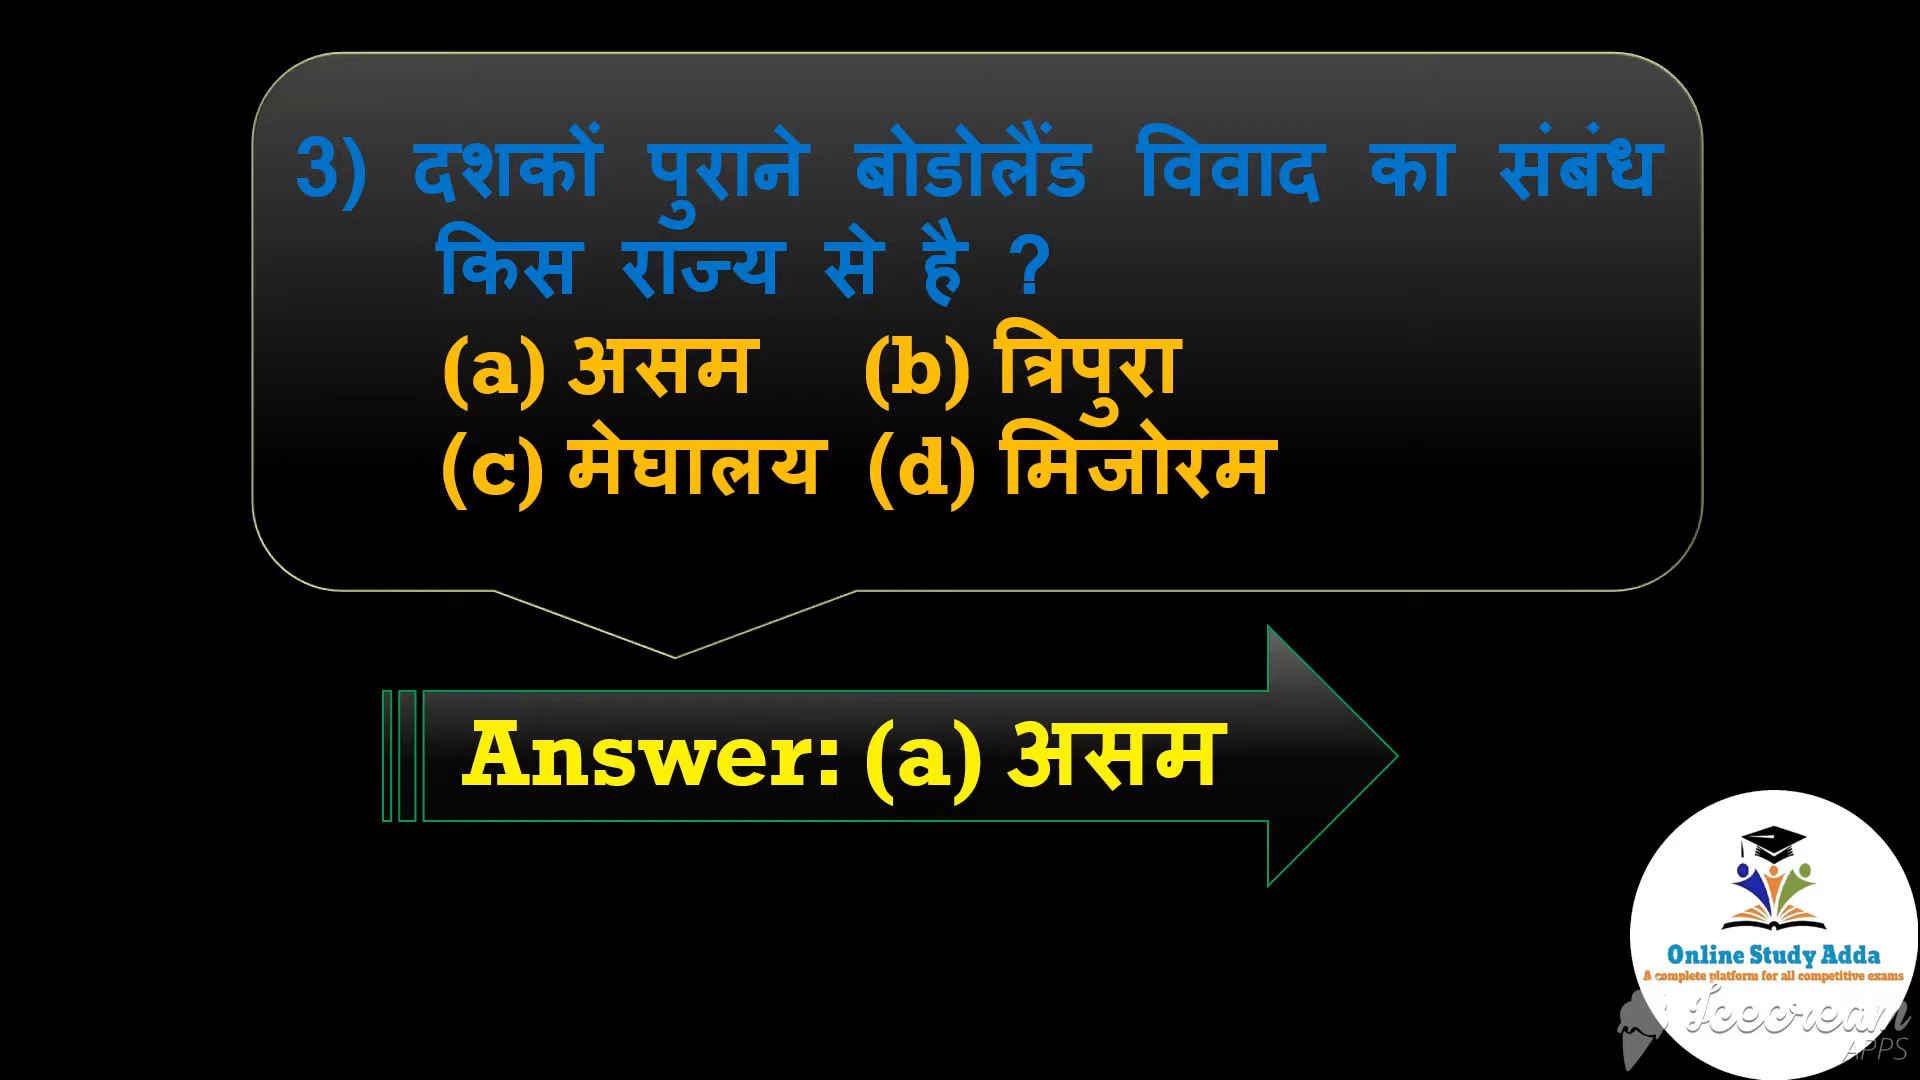 3) दशकों पुराने बोडोलैंड विवाद का संबंध
किस राज्य से है ?
(a) असम (b) त्रिपुरा
(c) मेघालय (d) मिजोरम
Answer: (a) असम
Online Study Adda
A complete platform for all competitive exams
Icecream
APPS